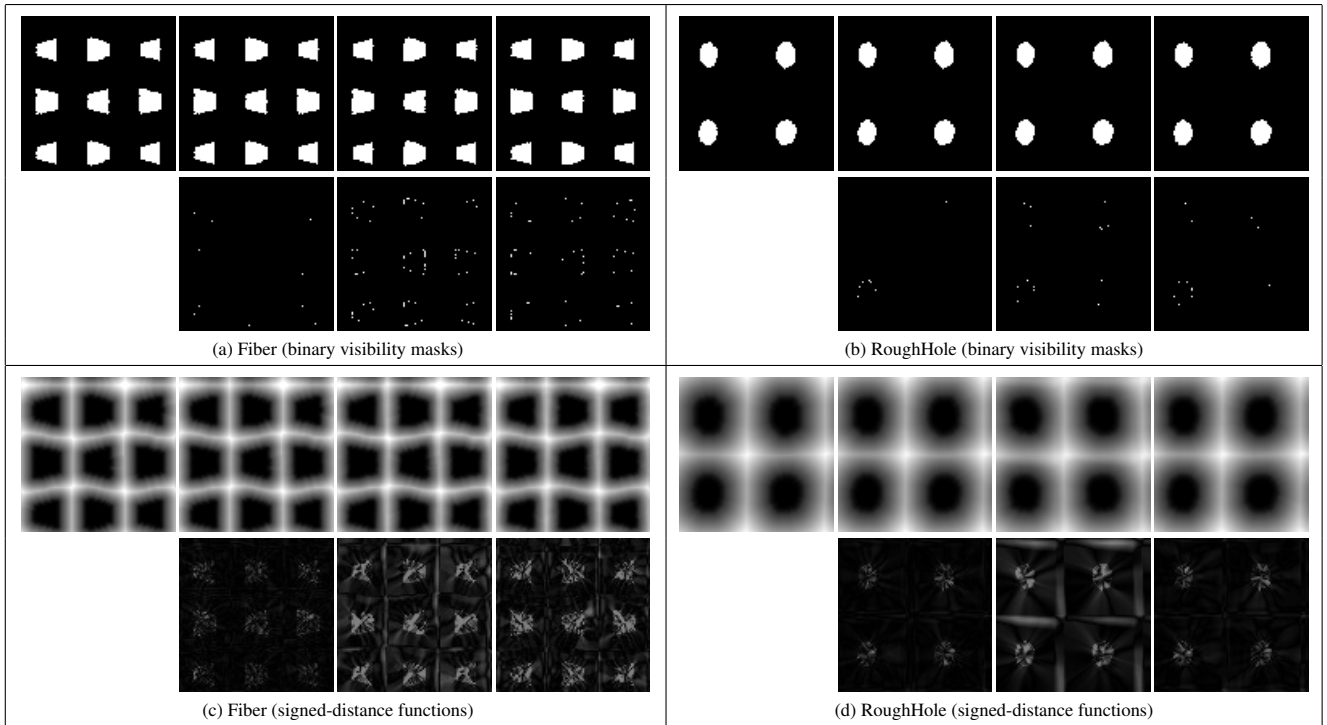 (a) Fiber (binary visibility masks)
(b) RoughHole (binary visibility masks)
(c) Fiber (signed-distance functions)
(d) RoughHole (signed-distance functions)